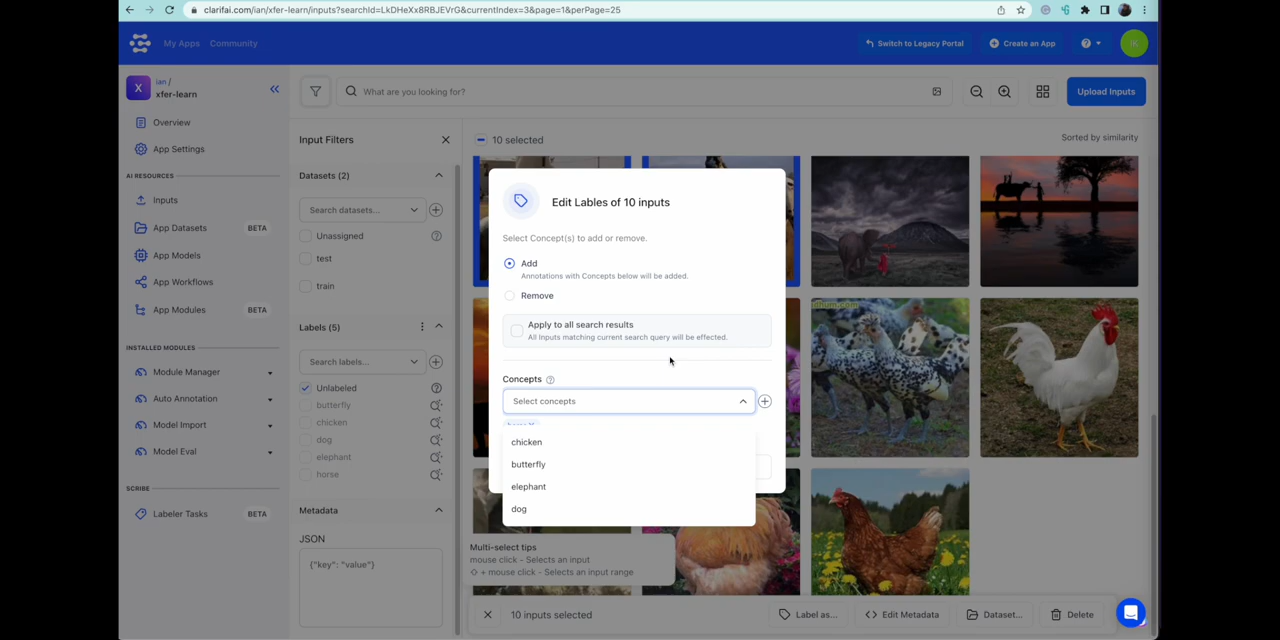 clarifai.com/ian/xfer-learn/inputs?searchId=LkDHeXx8RBJEVrG&currentIndex=3&page=1&perPage=25
My Apps Community
Switch to Legacy Portal
Create an App
?
IK
X
ian /
xfer-learn
What are you looking for?
Upload Inputs
Overview
App Settings
AI RESOURCES
Inputs
App Datasets BETA
App Models
App Workflows
App Modules BETA
INSTALLED MODULES
Module Manager
Auto Annotation
Model Import
Model Eval
SCRIBE
Labeler Tasks BETA
Input Filters
Datasets (2)
Search datasets...
Unassigned
test
train
Labels (5)
Search labels...
Unlabeled
butterfly
chicken
dog
elephant
horse
Metadata
JSON
{"key": "value"}
10 selected
Sorted by similarity
Edit Lables of 10 inputs
Select Concept(s) to add or remove.
Add
Annotations with Concepts below will be added.
Remove
Apply to all search results
All Inputs matching current search query will be effected.
Concepts
Select concepts
chicken
butterfly
elephant
dog
Multi-select tips
mouse click - Selects an input
⇧ + mouse click - Selects an input range
10 inputs selected
Label as...
Edit Metadata
Dataset...
Delete